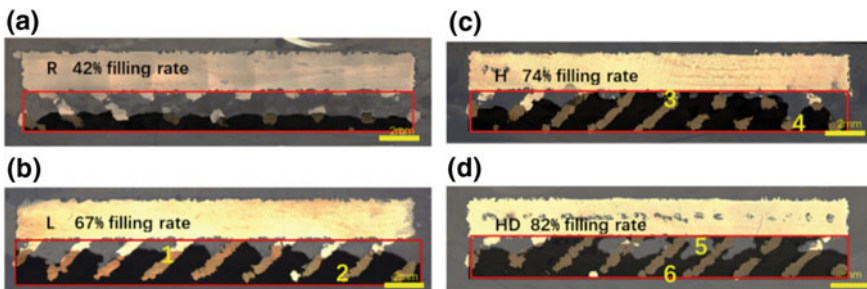 (a)
R 42% filling rate
2mm
(b)
L 67% filling rate
1
2
2mm
(c)
H 74% filling rate
3
4
2mm
(d)
HD 82% filling rate
5
6